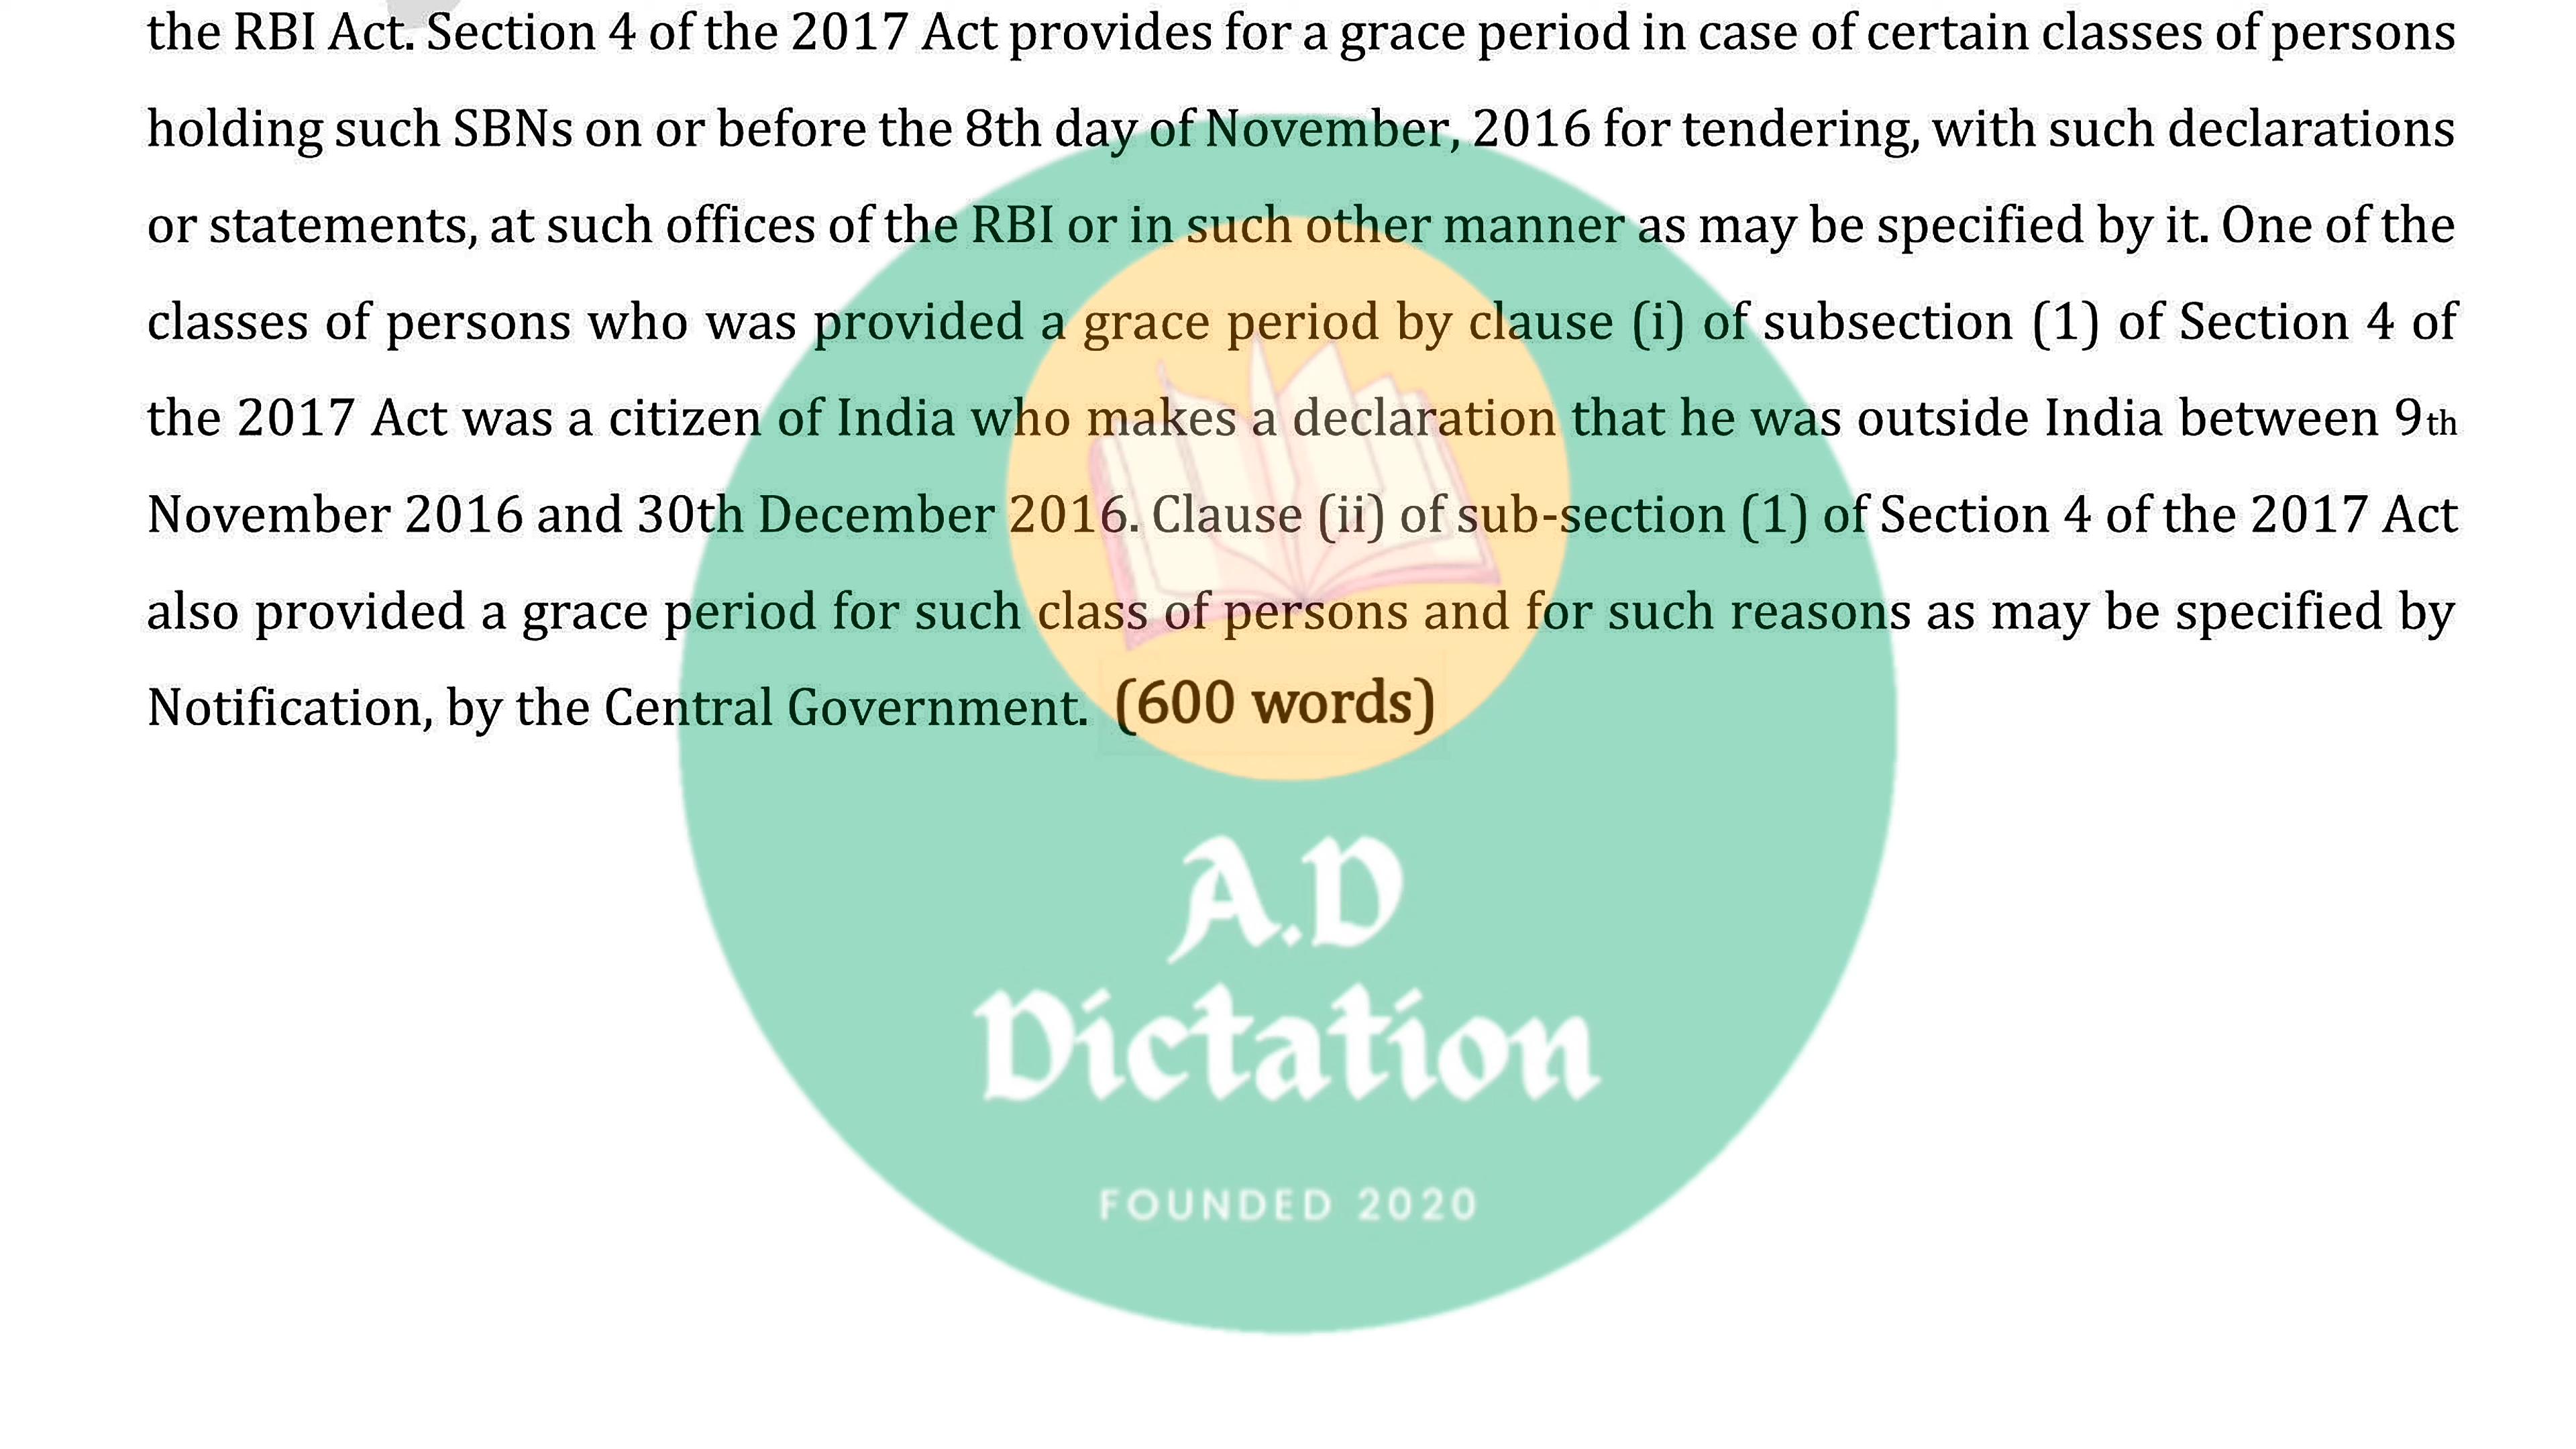 the RBI Act. Section 4 of the 2017 Act provides for a grace period in case of certain classes of persons
holding such SBNs on or before the 8th day of November, 2016 for tendering, with such declarations
or statements, at such offices of the RBI or in such other manner as may be specified by it. One of the
classes of persons who was provided a grace period by clause (i) of subsection (1) of Section 4 of
the 2017 Act was a citizen of India who makes a declaration that he was outside India between 9th
November 2016 and 30th December 2016. Clause (ii) of sub-section (1) of Section 4 of the 2017 Act
also provided a grace period for such class of persons and for such reasons as may be specified by
Notification, by the Central Government. (600 words)
A.D
Dictation
FOUNDED 2020